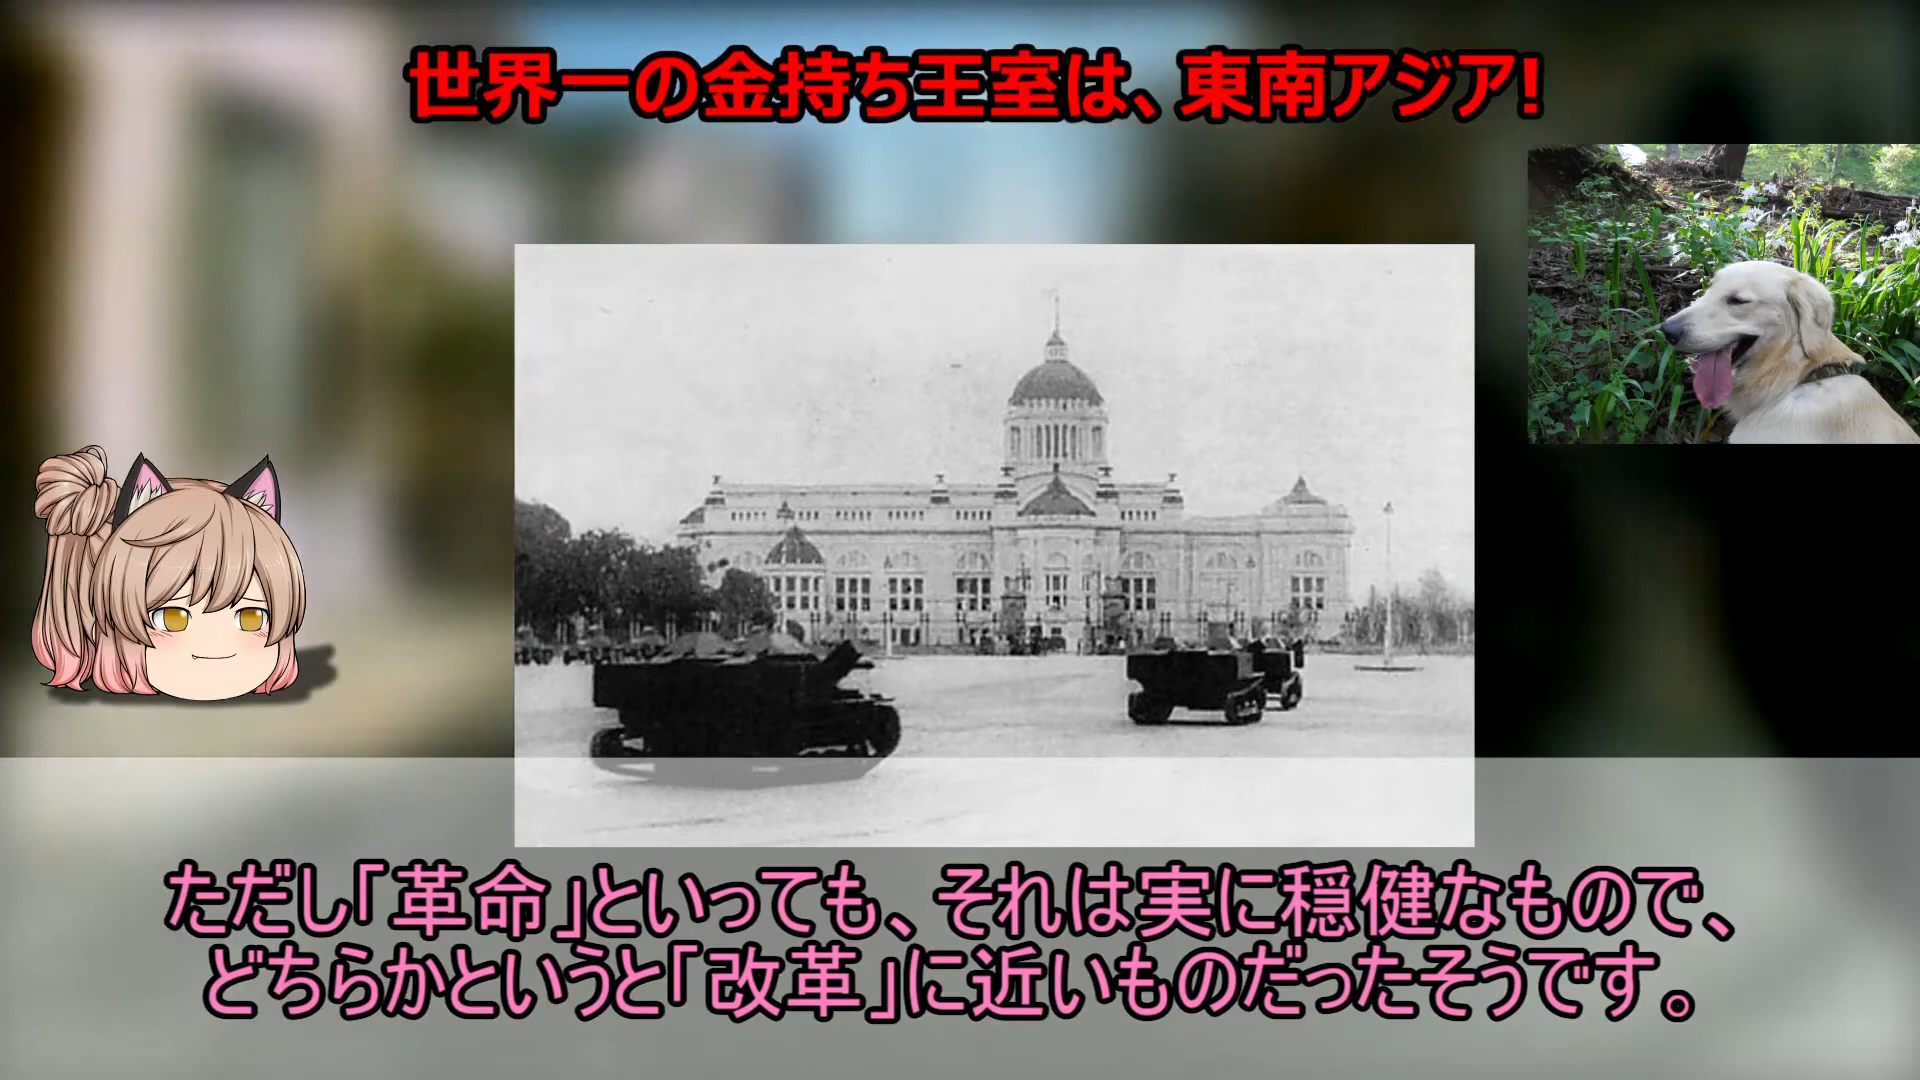 世界一の金持ち王室は、東南アジア!
ただし「革命」といっても、それは実に穏健なもので、
どちらかというと「改革」に近いものだったそうです。